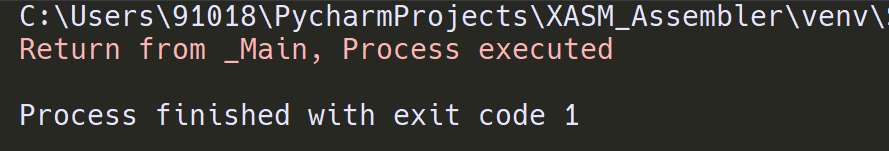 C:\Users\91018\PycharmProjects\XASM_Assembler\venv\
Return from _Main, Process executed
Process finished with exit code 1